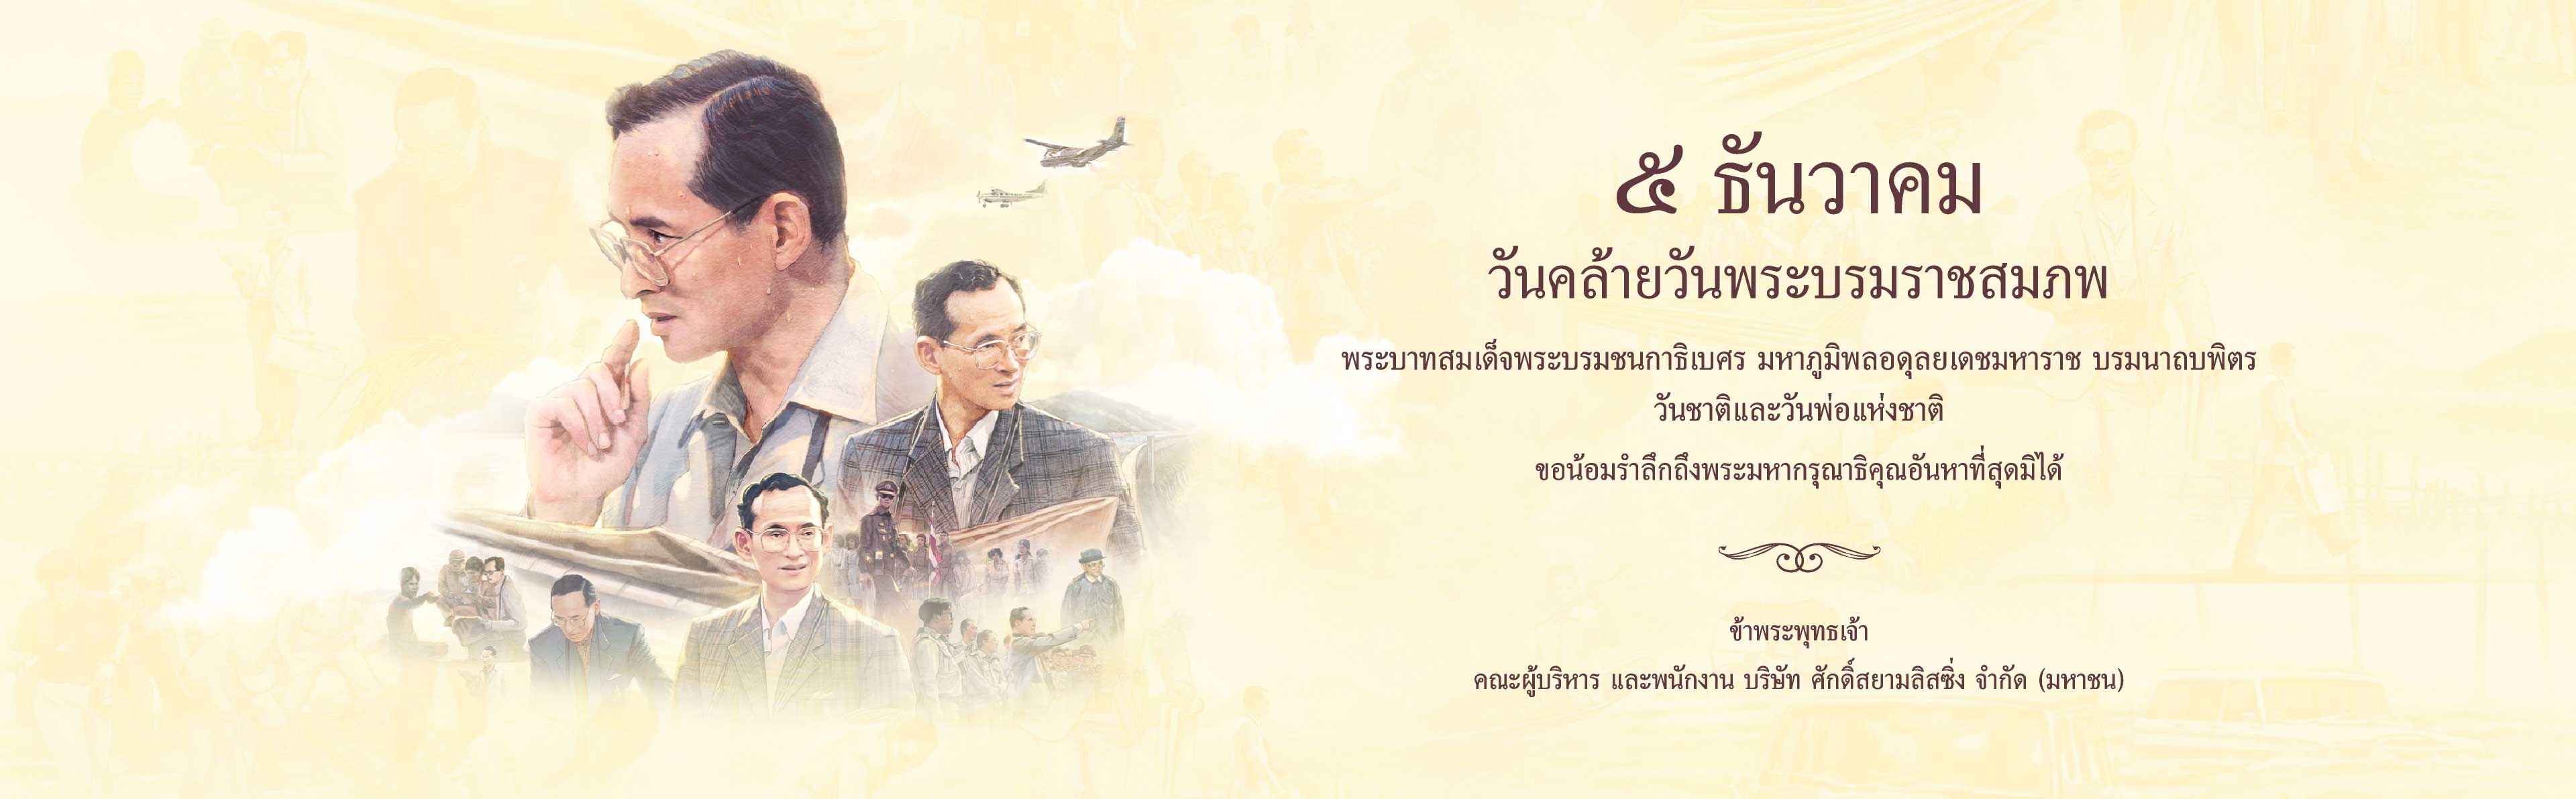 ๕ ธันวาคม
วันคล้ายวันพระบรมราชสมภพ
พระบาทสมเด็จพระบรมชนกาธิเบศร มหาภูมิพลอดุลยเดชมหาราช บรมนาถบพิตร
วันชาติและวันพ่อแห่งชาติ
ขอน้อมรำลึกถึงพระมหากรุณาธิคุณอันหาที่สุดมิได้
ข้าพระพุทธเจ้า
คณะผู้บริหาร และพนักงาน บริษัท ศักดิ์สยามลิสซิ่ง จำกัด (มหาชน)